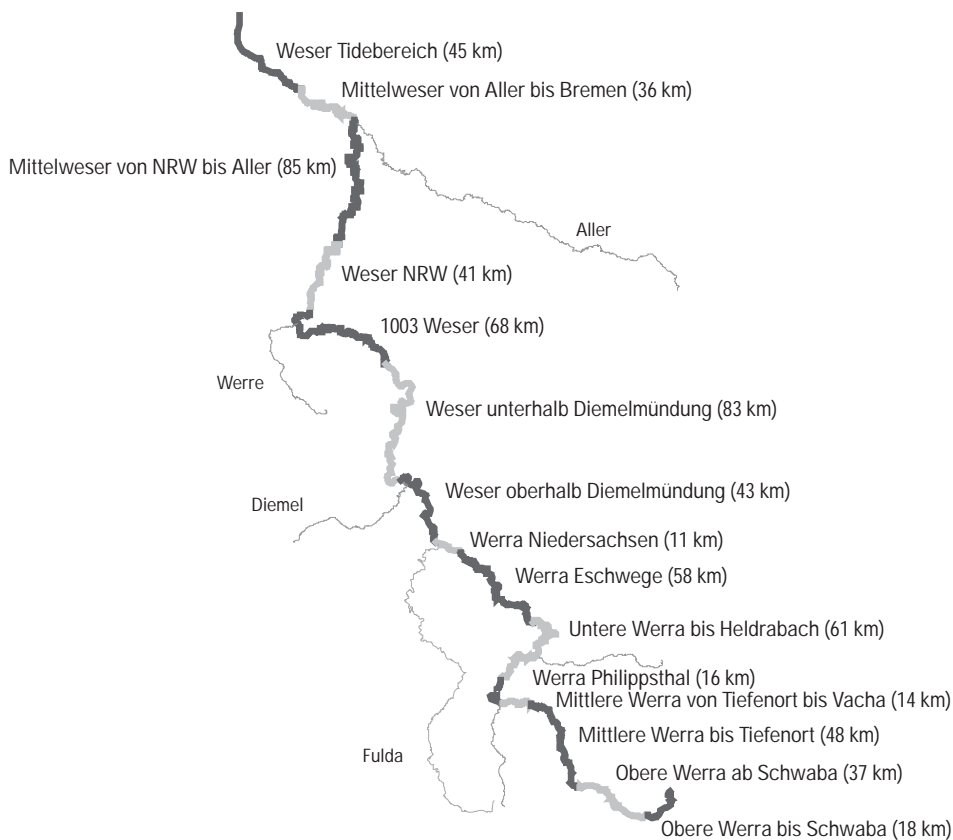 Weser Tidebereich (45 km)
Mittelweser von Aller bis Bremen (36 km)
Mittelweser von NRW bis Aller (85 km)
Aller
Weser NRW (41 km)
1003 Weser (68 km)
Werre
Weser unterhalb Diemelmündung (83 km)
Weser oberhalb Diemelmündung (43 km)
Diemel
Werra Niedersachsen (11 km)
Werra Eschwege (58 km)
Untere Werra bis Heldrabach (61 km)
Werra Philippsthal (16 km)
Mittlere Werra von Tiefenort bis Vacha (14 km)
Mittlere Werra bis Tiefenort (48 km)
Fulda
Obere Werra ab Schwaba (37 km)
Obere Werra bis Schwaba (18 km)